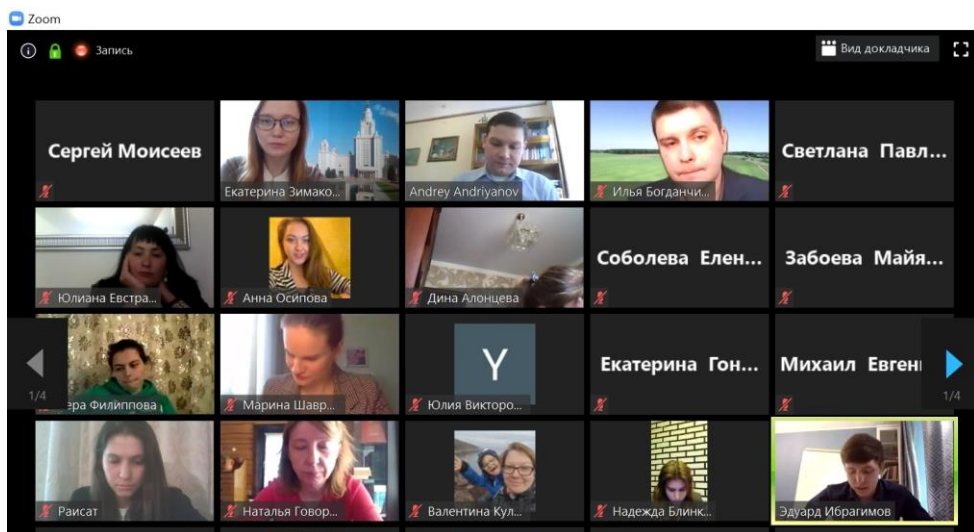 Zoom
Запись
Вид докладчика
Сергей Моисеев
Екатерина Зимако...
Andrey Andriyanov
Илья Богданчи...
Светлана Павл...
Юлиана Евстра...
Анна Осипова
Дина Алонцева
Соболева Елен...
Забоева Майя...
1/4
ера Филиппова
Марина Шавр...
Y
Юлия Викторо...
Екатерина Гон...
Михаил Евген
1/4
Раисат
Наталья Говор...
Валентина Кул...
Надежда Блинк...
Эдуард Ибрагимов